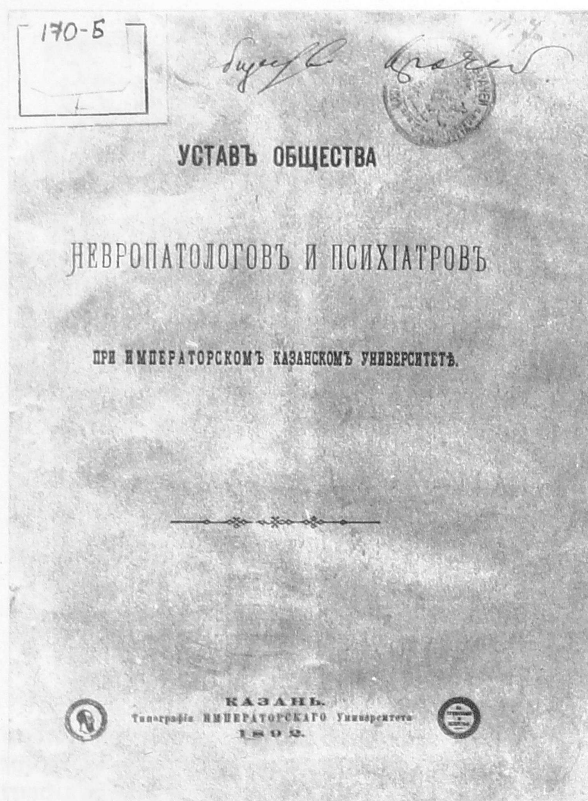 170-Б
УСТАВЪ ОБЩЕСТВА
НЕВРОПАТОЛОГОВЪ И ПСИХІАТРОВЪ
ПРИ ИМПЕРАТОРСКОМЪ КАЗАНСКОМЪ УНИВЕРСИТЕТѢ.
КАЗАНЬ.
Типографія ИМПЕРАТОРСКАГО Университета
1892.